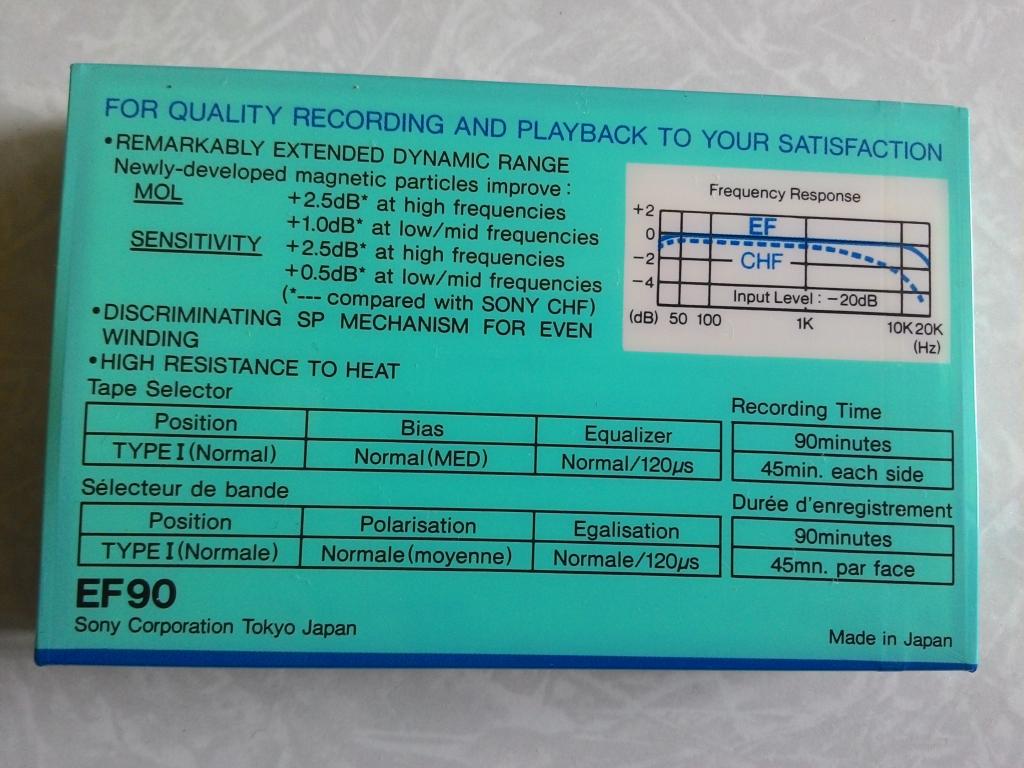 FOR QUALITY RECORDING AND PLAYBACK TO YOUR SATISFACTION
•REMARKABLY EXTENDED DYNAMIC RANGE
Newly-developed magnetic particles improve:
MOL +2.5dB* at high frequencies
+1.0dB* at low/mid frequencies
SENSITIVITY +2.5dB* at high frequencies
+0.5dB* at low/mid frequencies
(*--- compared with SONY CHF)
•DISCRIMINATING SP MECHANISM FOR EVEN
WINDING
•HIGH RESISTANCE TO HEAT
Frequency Response
+2
0
−2
−4
EF
CHF
Input Level: −20dB
(dB) 50 100 1K 10K 20K
(Hz)
Tape Selector
Position Bias Equalizer
TYPE I (Normal) Normal (MED) Normal/120µs
Recording Time
90minutes
45min. each side
Sélecteur de bande
Position Polarisation Egalisation
TYPE I (Normale) Normale (moyenne) Normale/120µs
Durée d'enregistrement
90minutes
45mn. par face
EF90
Sony Corporation Tokyo Japan
Made in Japan